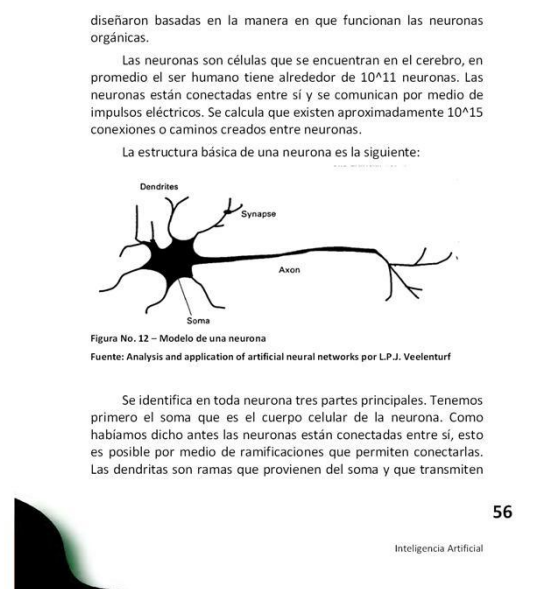 diseñaron basadas en la manera en que funcionan las neuronas
orgánicas.
Las neuronas son células que se encuentran en el cerebro, en
promedio el ser humano tiene alrededor de 10^11 neuronas. Las
neuronas están conectadas entre sí y se comunican por medio de
impulsos eléctricos. Se calcula que existen aproximadamente 10^15
conexiones o caminos creados entre neuronas.
La estructura básica de una neurona es la siguiente:
Dendrites
Synapse
Axon
Soma
Figura No. 12 – Modelo de una neurona
Fuente: Analysis and application of artificial neural networks por L.P.J. Veelenturf
Se identifica en toda neurona tres partes principales. Tenemos
primero el soma que es el cuerpo celular de la neurona. Como
habíamos dicho antes las neuronas están conectadas entre sí, esto
es posible por medio de ramificaciones que permiten conectarlas.
Las dendritas son ramas que provienen del soma y que transmiten
56
Inteligencia Artificial